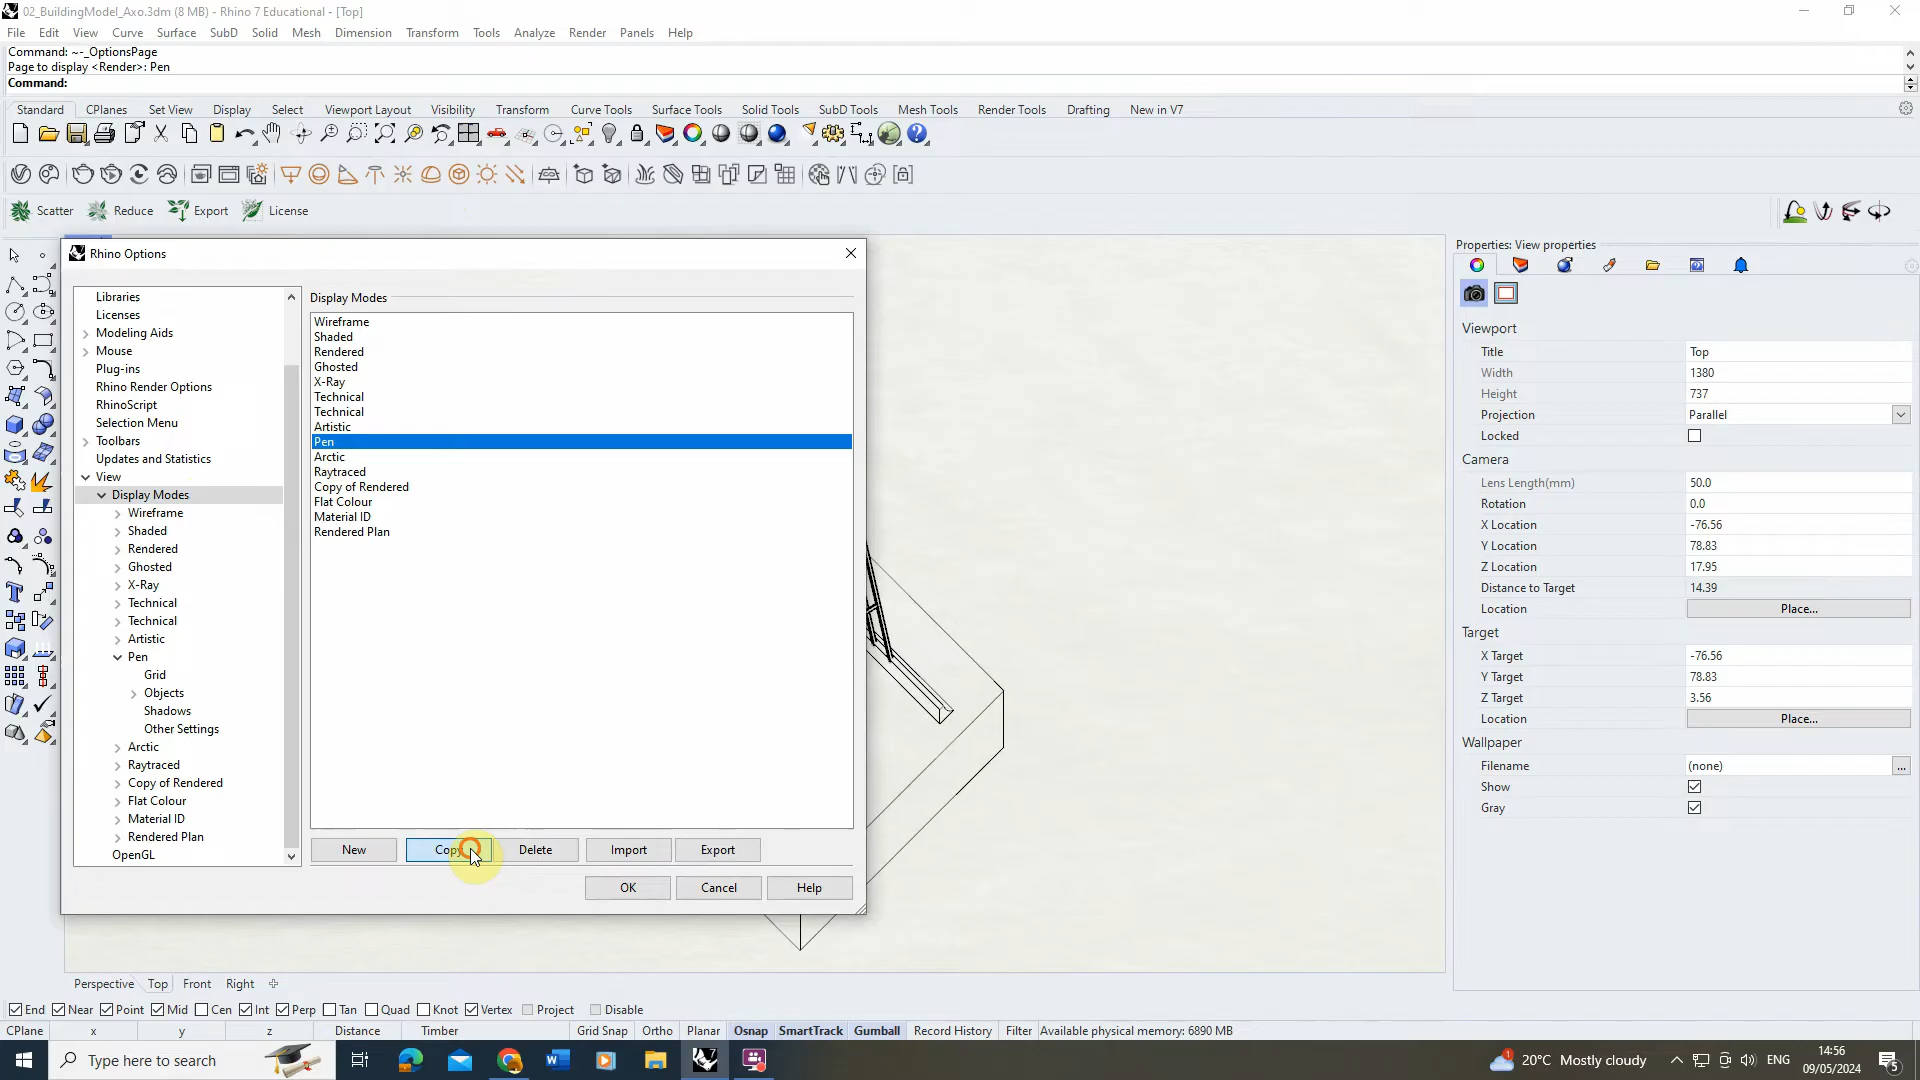 02_BuildingModel_Axo.3dm (8 MB) - Rhino 7 Educational - [Top]
File Edit View Curve Surface SubD Solid Mesh Dimension Transform Tools Analyze Render Panels Help
Command: ~-_OptionsPage
Page to display <Render>: Pen
Command:
Standard CPlanes Set View Display Select Viewport Layout Visibility Transform Curve Tools Surface Tools Solid Tools SubD Tools Mesh Tools Render Tools Drafting New in V7
Scatter Reduce Export License
Rhino Options
Libraries
Licenses
Modeling Aids
Mouse
Plug-ins
Rhino Render Options
RhinoScript
Selection Menu
Toolbars
Updates and Statistics
View
Display Modes
Wireframe
Shaded
Rendered
Ghosted
X-Ray
Technical
Technical
Artistic
Pen
Grid
Objects
Shadows
Other Settings
Arctic
Raytraced
Copy of Rendered
Flat Colour
Material ID
Rendered Plan
OpenGL
Display Modes
Wireframe
Shaded
Rendered
Ghosted
X-Ray
Technical
Technical
Artistic
Pen
Arctic
Raytraced
Copy of Rendered
Flat Colour
Material ID
Rendered Plan
New Copy Delete Import Export
OK Cancel Help
Properties: View properties
Viewport
Title Top
Width 1380
Height 737
Projection Parallel
Locked
Camera
Lens Length(mm) 50.0
Rotation 0.0
X Location -76.56
Y Location 78.83
Z Location 17.95
Distance to Target 14.39
Location Place...
Target
X Target -76.56
Y Target 78.83
Z Target 3.56
Location Place...
Wallpaper
Filename (none) ...
Show
Gray
Perspective Top Front Right
End Near Point Mid Cen Int Perp Tan Quad Knot Vertex Project Disable
CPlane x y z Distance Timber Grid Snap Ortho Planar Osnap SmartTrack Gumball Record History Filter Available physical memory: 6890 MB
Type here to search
1 20°C Mostly cloudy ENG
14:56
09/05/2024
5